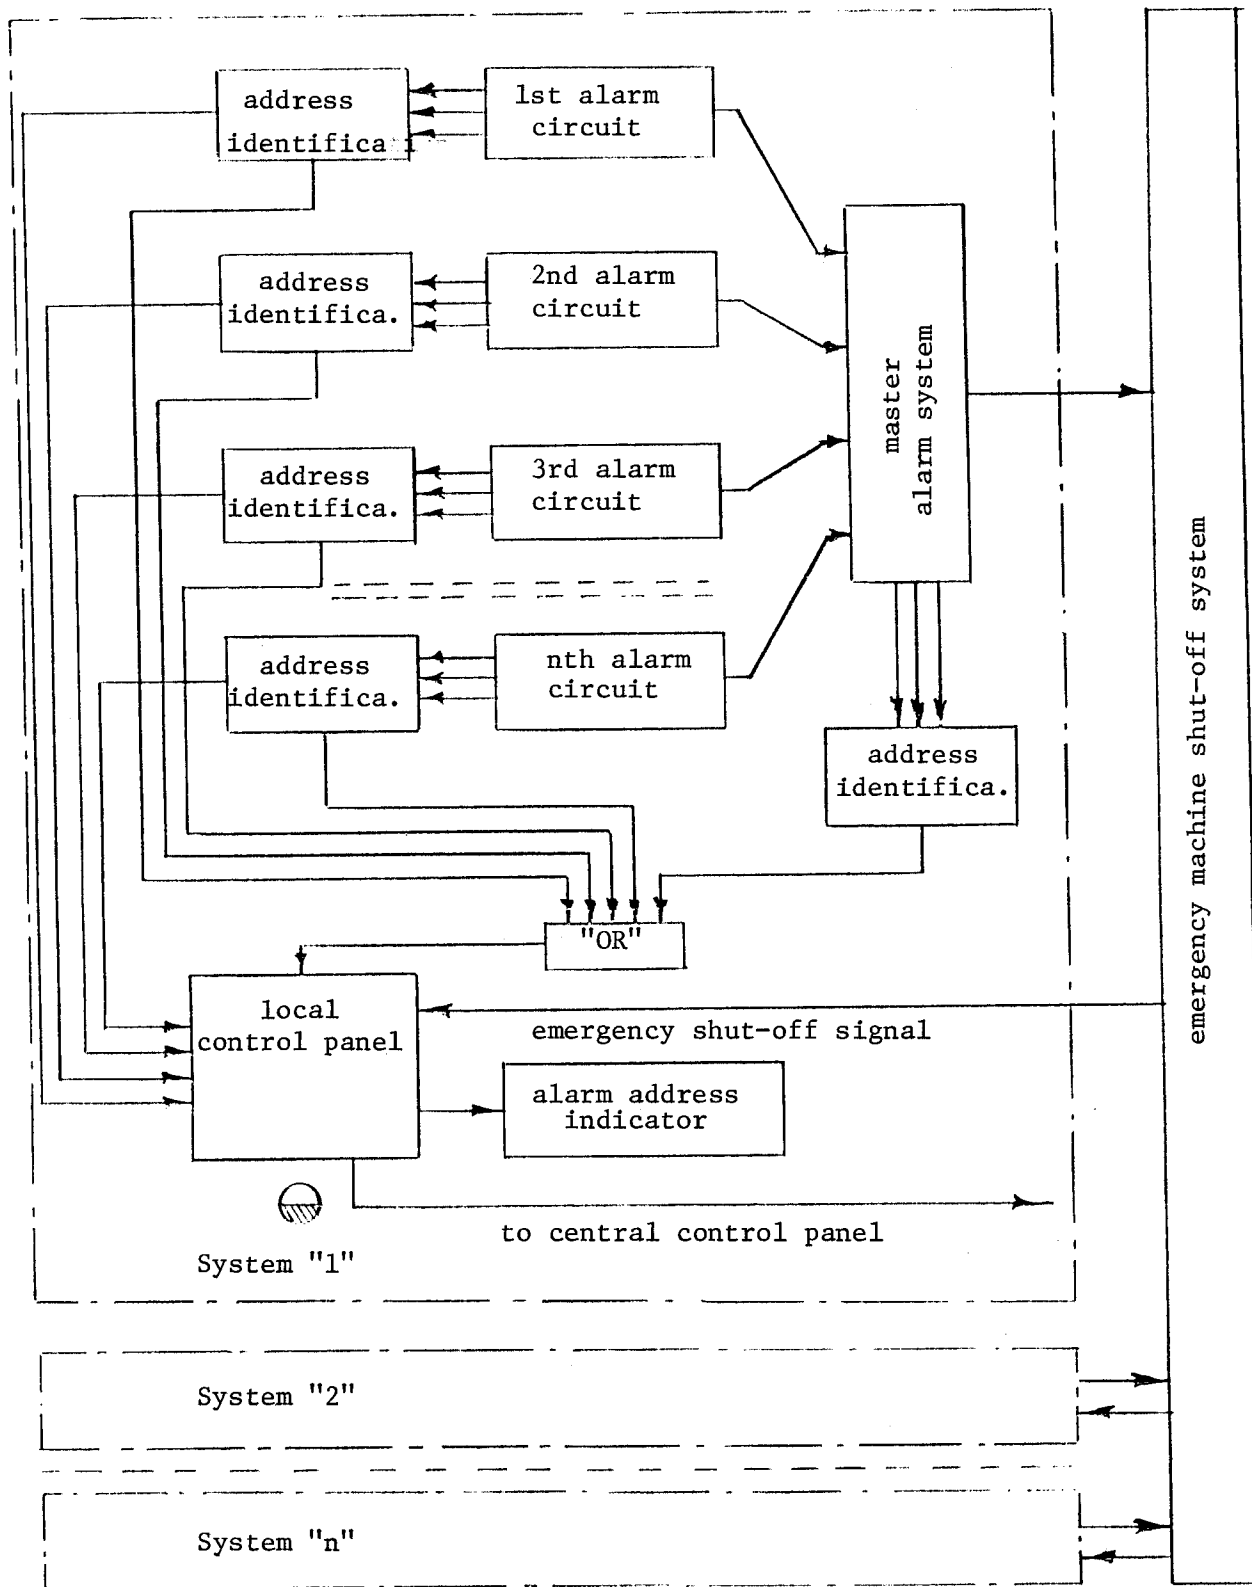 address
identifica i
1st alarm
circuit
address
identifica.
2nd alarm
circuit
master
alarm system
address
identifica.
3rd alarm
circuit
address
identifica.
nth alarm
circuit
address
identifica.
emergency machine shut-off system
"OR"
local
control panel
emergency shut-off signal
alarm address
indicator
to central control panel
System "1"
System "2"
System "n"